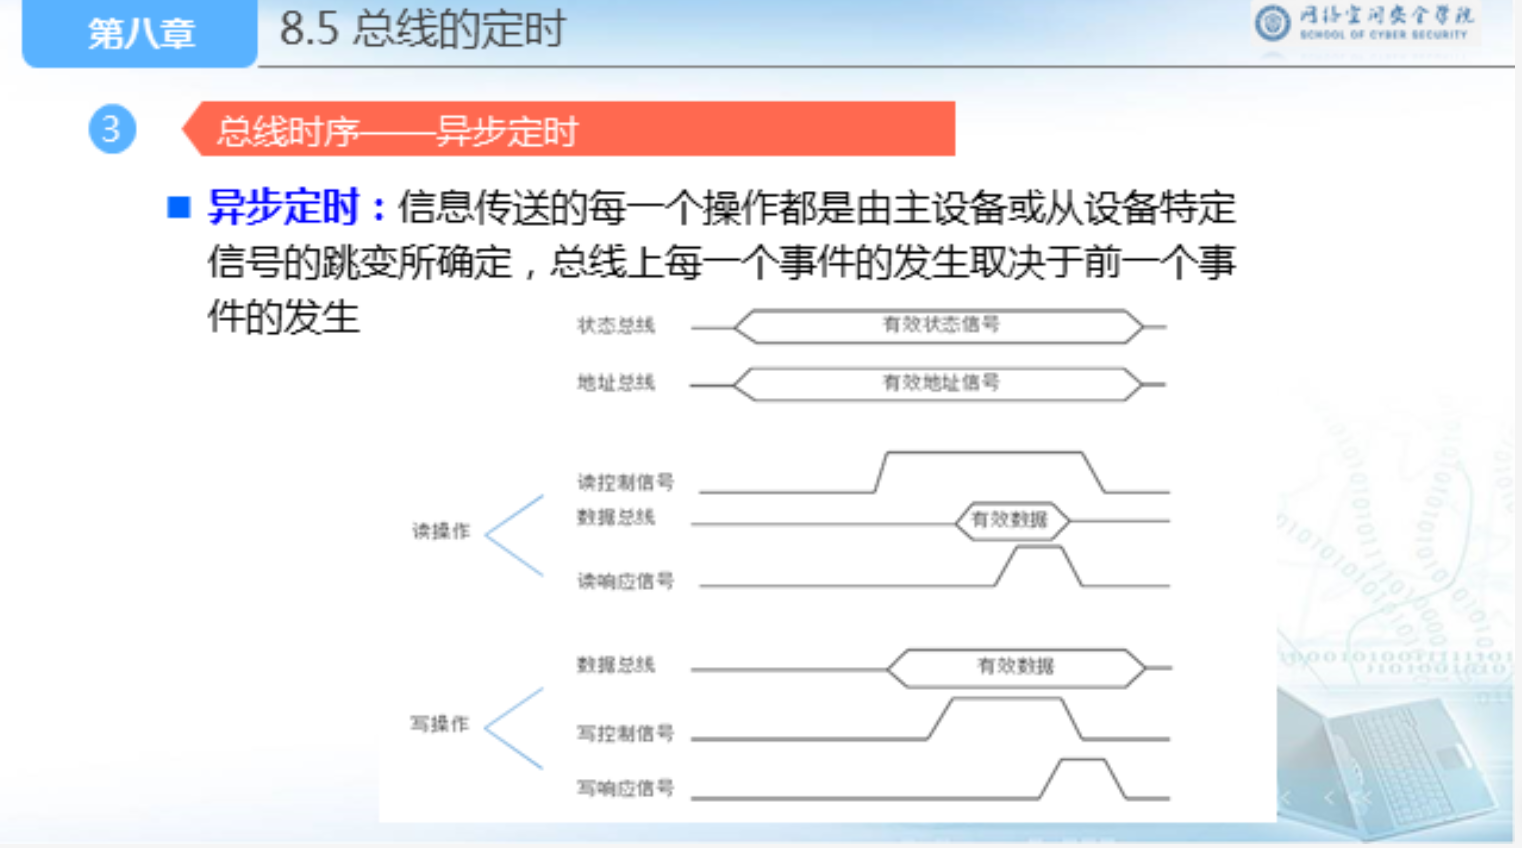 第八章
8.5 总线的定时
网络空间安全学院
SCHOOL OF CYBER SECURITY
3
总线时序——异步定时
异步定时：信息传送的每一个操作都是由主设备或从设备特定
信号的跳变所确定，总线上每一个事件的发生取决于前一个事
件的发生
状态总线
有效状态信号
地址总线
有效地址信号
读操作
读控制信号
数据总线
有效数据
读响应信号
写操作
数据总线
有效数据
写控制信号
写响应信号